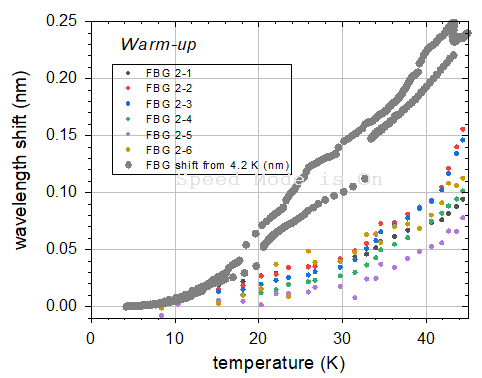 Warm-up
FBG 2-1
FBG 2-2
FBG 2-3
FBG 2-4
FBG 2-5
FBG 2-6
FBG shift from 4.2 K (nm)
Speed Mode is On
wavelength shift (nm)
0.25
0.20
0.15
0.10
0.05
0.00
0
10
20
30
40
temperature (K)